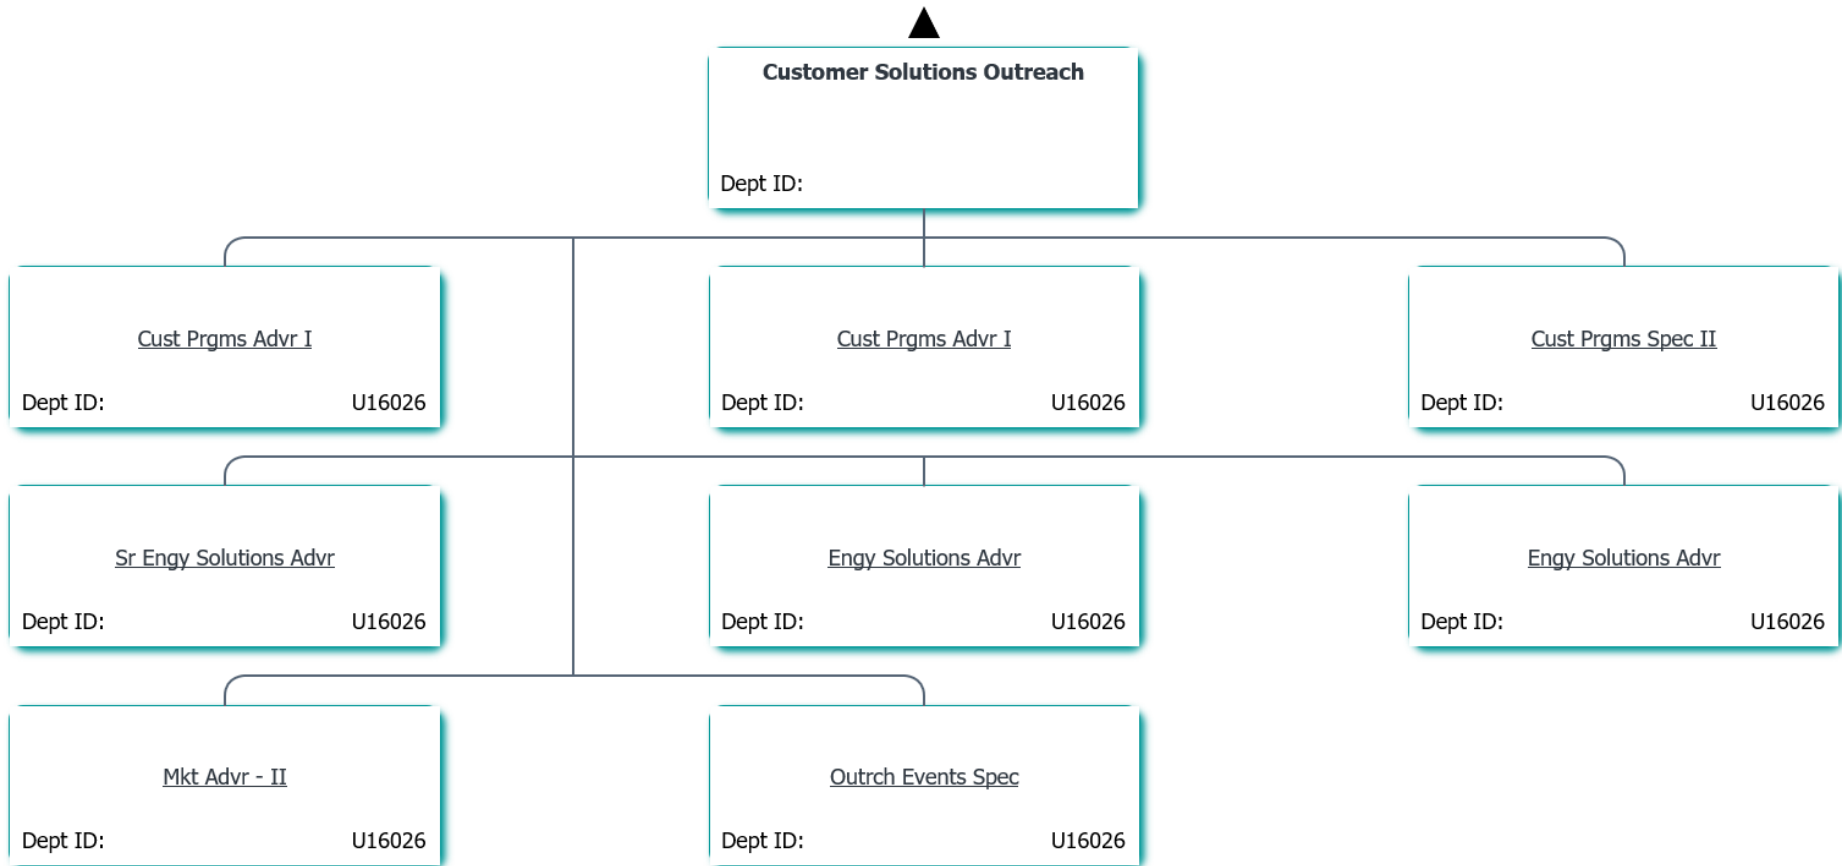 Customer Solutions Outreach
Dept ID:
Cust Prgms Advr I
Dept ID: U16026
Cust Prgms Advr I
Dept ID: U16026
Cust Prgms Spec II
Dept ID: U16026
Sr Engy Solutions Advr
Dept ID: U16026
Engy Solutions Advr
Dept ID: U16026
Engy Solutions Advr
Dept ID: U16026
Mkt Advr - II
Dept ID: U16026
Outrch Events Spec
Dept ID: U16026